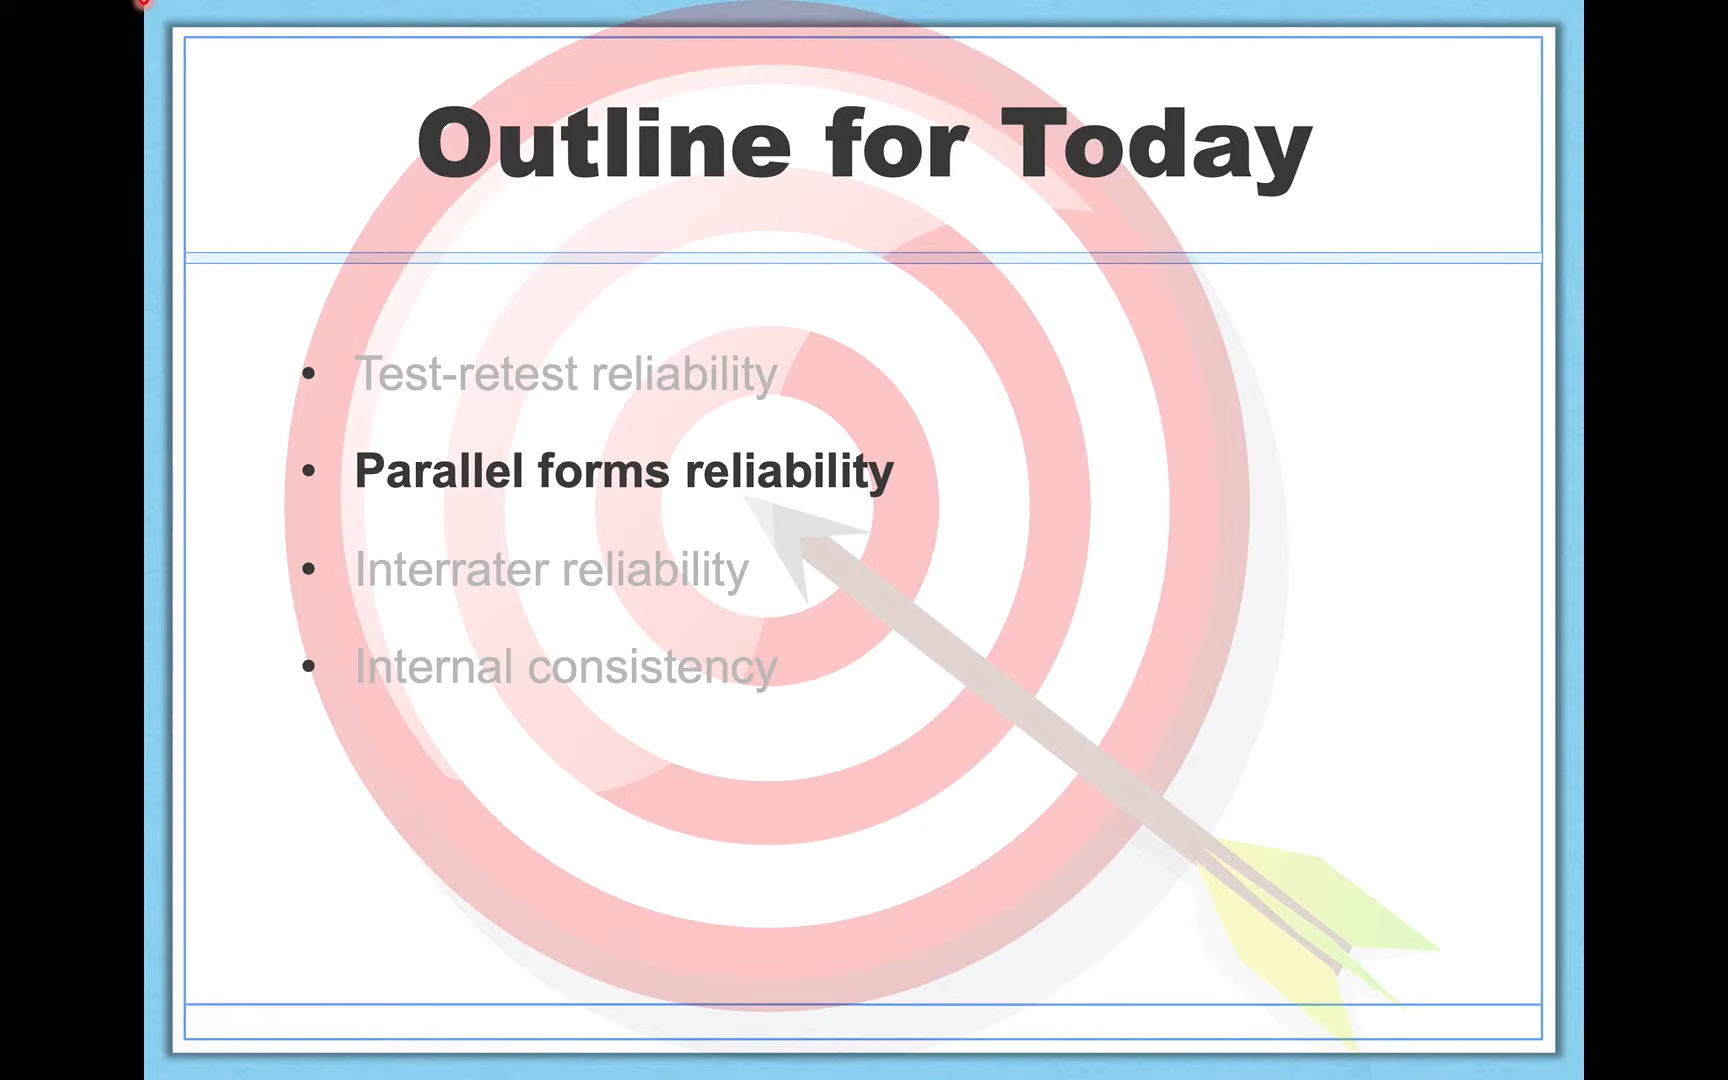 Outline for Today
• Test-retest reliability
• Parallel forms reliability
• Interrater reliability
• Internal consistency